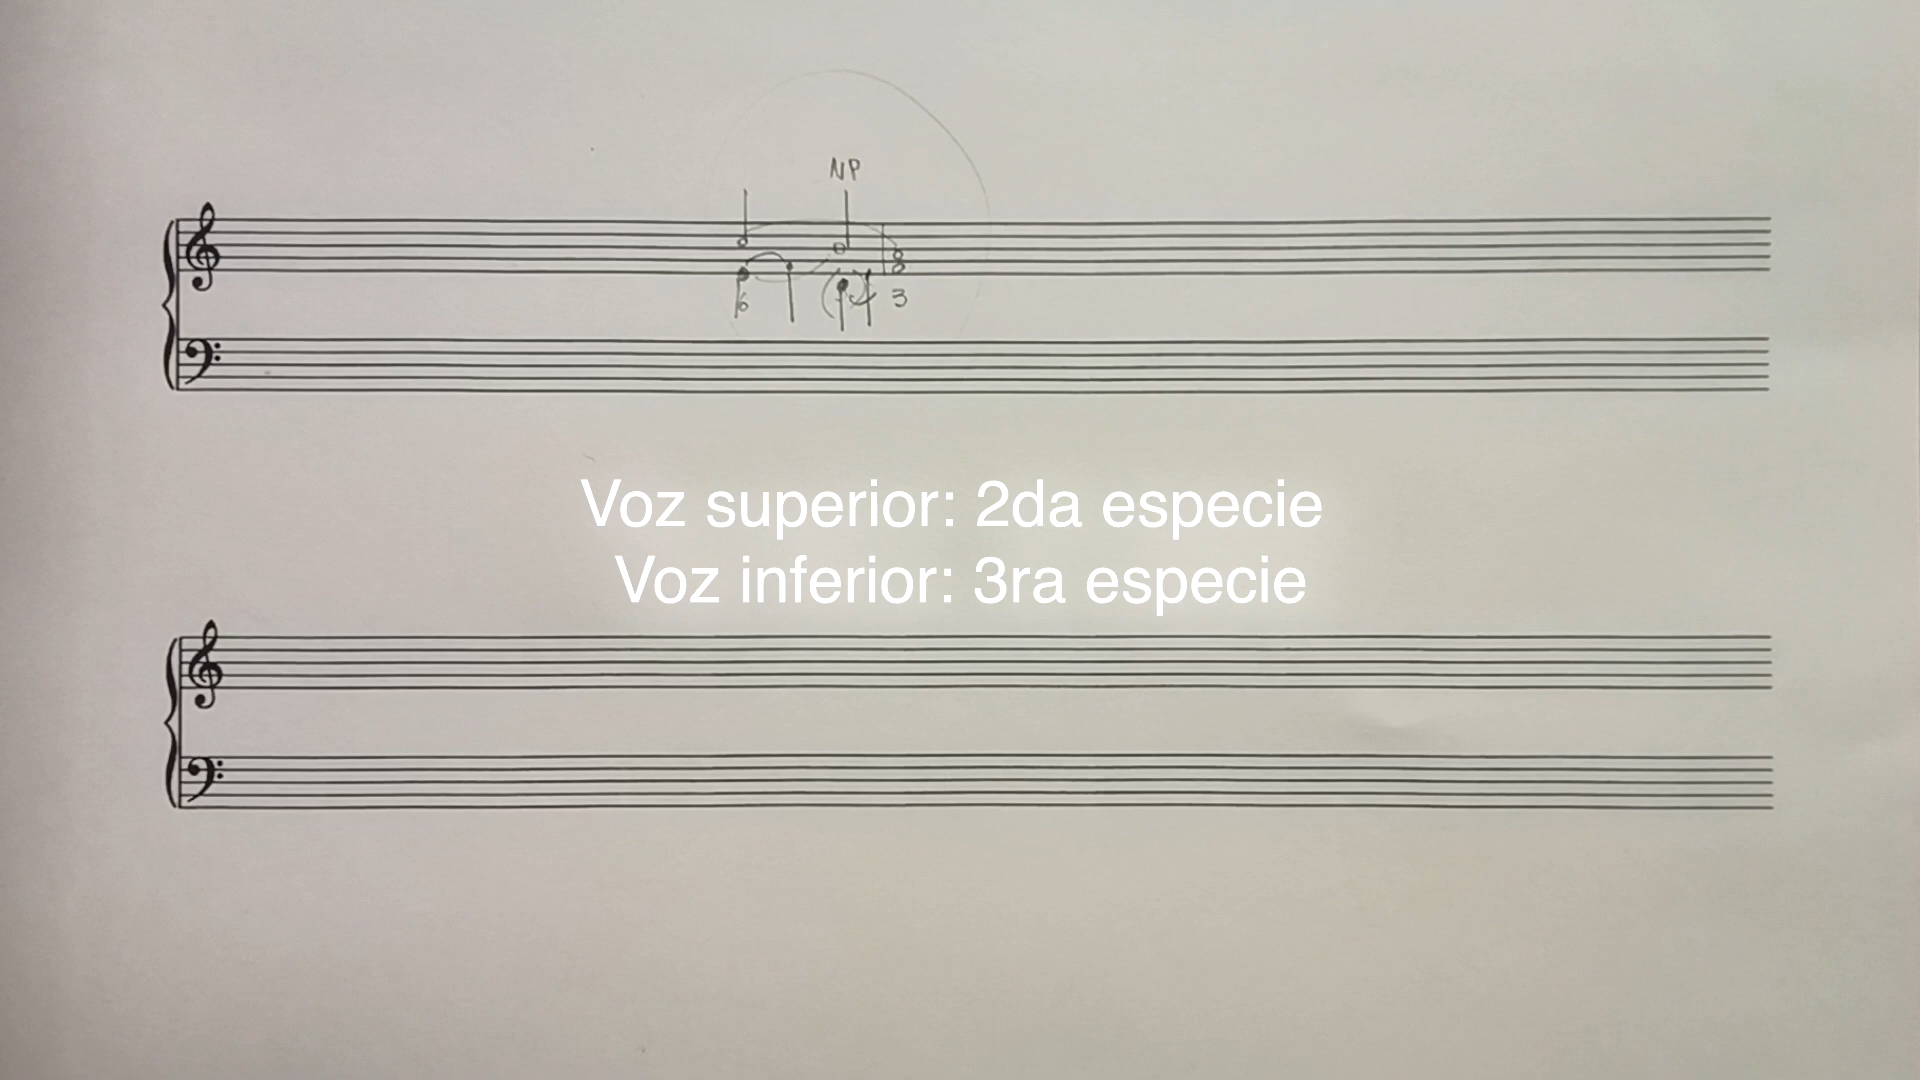 NP
6
3
Voz superior: 2da especie
Voz inferior: 3ra especie